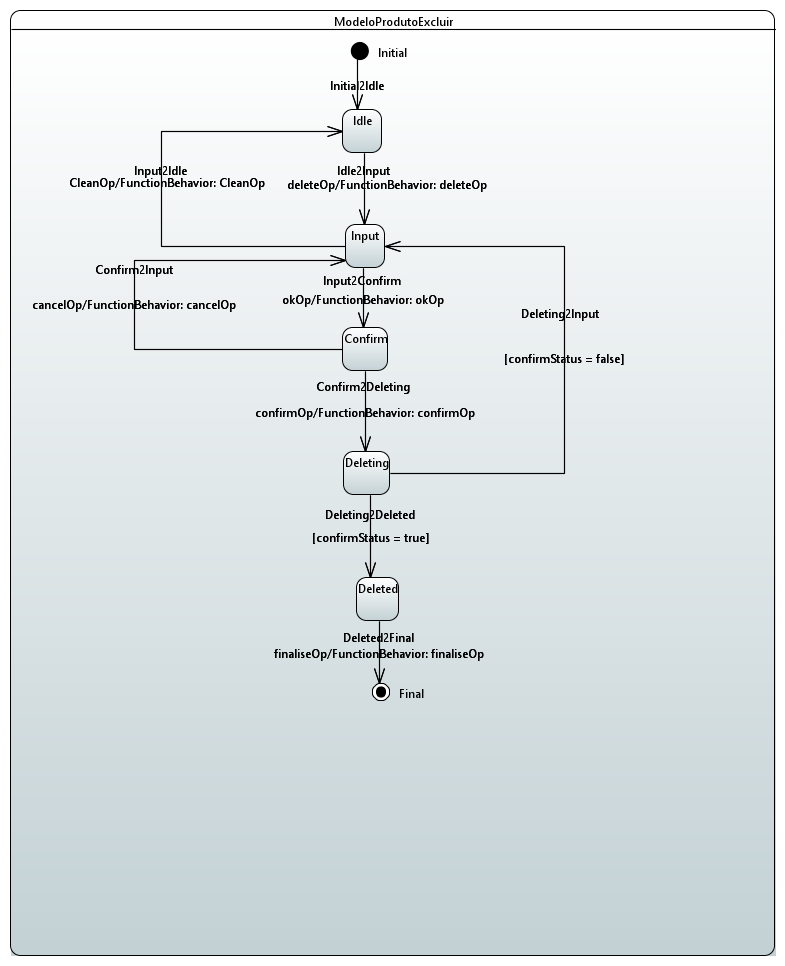 ModeloProdutoExcluir
Initial
Initial2Idle
Idle
Input2Idle
CleanOp/FunctionBehavior: CleanOp
Idle2Input
deleteOp/FunctionBehavior: deleteOp
Input
Confirm2Input
cancelOp/FunctionBehavior: cancelOp
Input2Confirm
okOp/FunctionBehavior: okOp
Deleting2Input
[confirmStatus = false]
Confirm
Confirm2Deleting
confirmOp/FunctionBehavior: confirmOp
Deleting
Deleting2Deleted
[confirmStatus = true]
Deleted
Deleted2Final
finaliseOp/FunctionBehavior: finaliseOp
Final